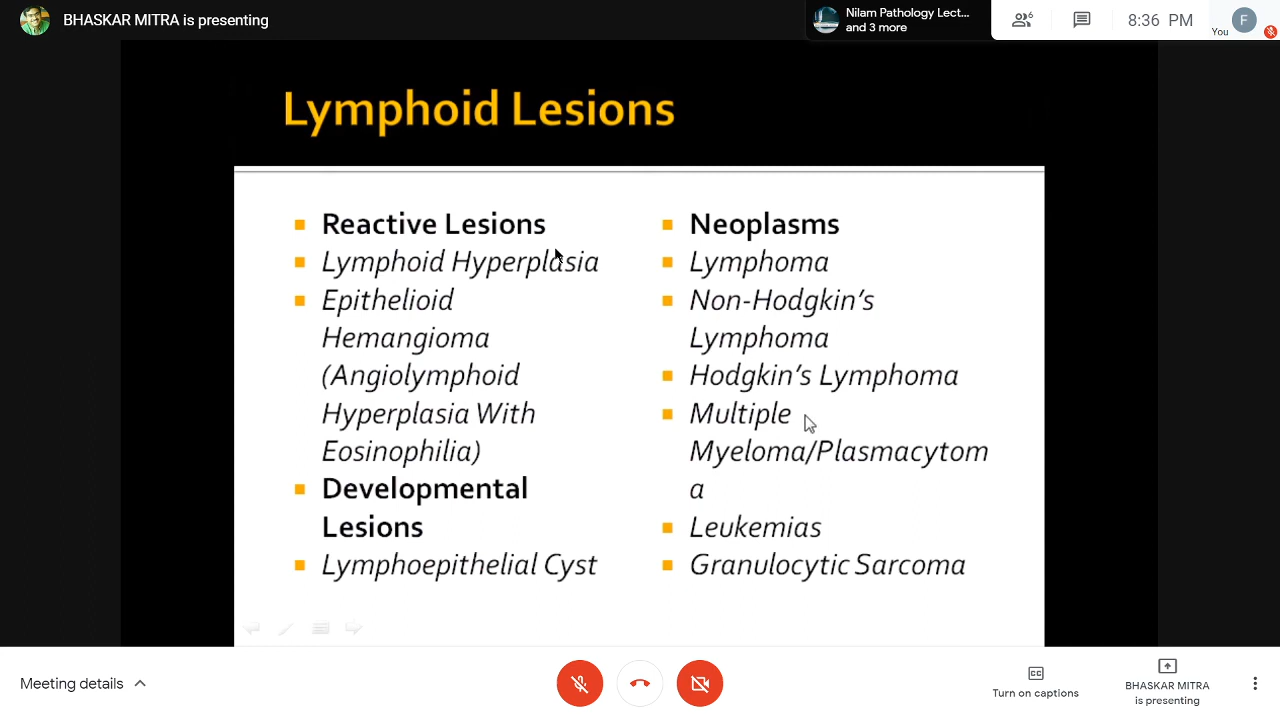 BHASKAR MITRA is presenting
Nilam Pathology Lect...
and 3 more
6
8:36 PM
You
F
Lymphoid Lesions
Reactive Lesions
Lymphoid Hyperplasia
Epithelioid
Hemangioma
(Angiolymphoid
Hyperplasia With
Eosinophilia)
Developmental
Lesions
Lymphoepithelial Cyst
Neoplasms
Lymphoma
Non-Hodgkin's
Lymphoma
Hodgkin's Lymphoma
Multiple
Myeloma/Plasmacytom
a
Leukemias
Granulocytic Sarcoma
Meeting details
CC
Turn on captions
BHASKAR MITRA
is presenting